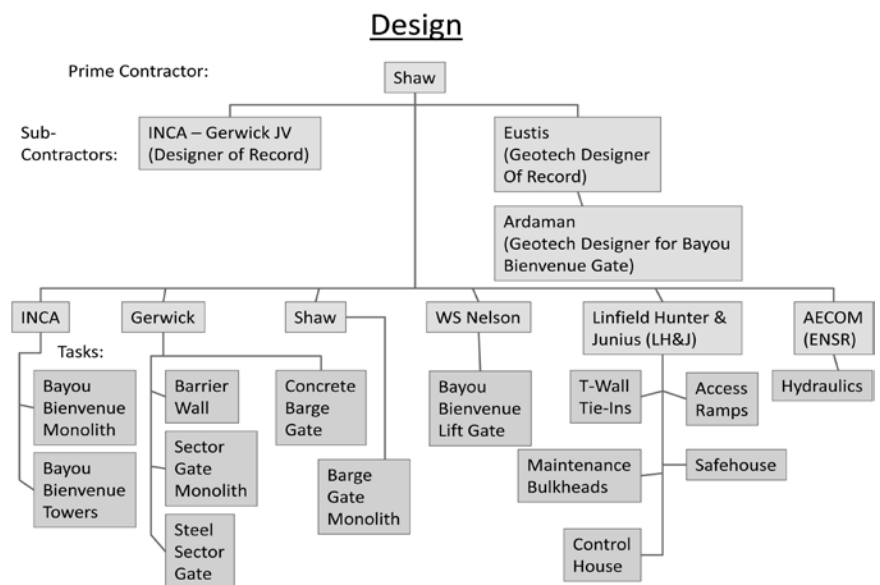 Design
Prime Contractor:
Shaw
Sub-
Contractors:
INCA – Gerwick JV
(Designer of Record)
Eustis
(Geotech Designer
Of Record)
Ardaman
(Geotech Designer for Bayou
Bienvenue Gate)
INCA
Gerwick
Shaw
WS Nelson
Linfield Hunter &
Junius (LH&J)
AECOM
(ENSR)
Tasks:
Bayou
Bienvenue
Monolith
Bayou
Bienvenue
Towers
Barrier
Wall
Sector
Gate
Monolith
Steel
Sector
Gate
Concrete
Barge
Gate
Barge
Gate
Monolith
Bayou
Bienvenue
Lift Gate
T-Wall
Tie-Ins
Access
Ramps
Maintenance
Bulkheads
Safehouse
Control
House
Hydraulics